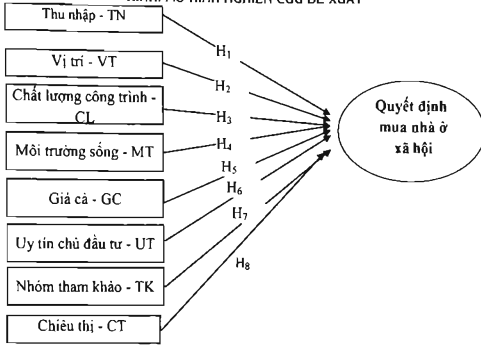 Thu nhập - TN
Vị trí - VT
Chất lượng công trình -
CL
Môi trường sống - MT
Giá cả - GC
Uy tín chủ đầu tư - UT
Nhóm tham khảo - TK
Chiêu thị - CT
H1
H2
H3
H4
H5
H6
H7
H8
Quyết định
mua nhà ở
xã hội